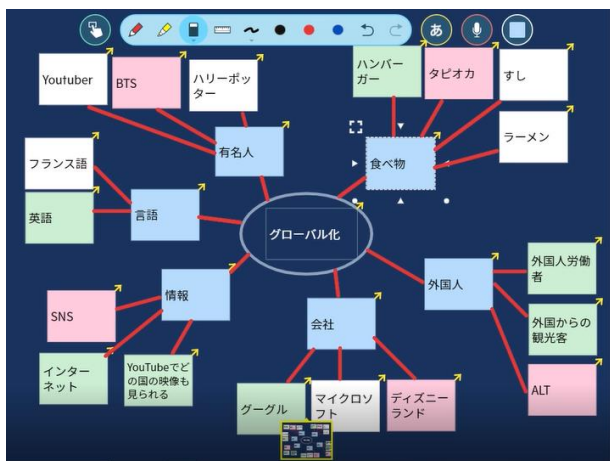 あ
Youtuber
BTS
ハリーポッ
ター
有名人
ハンバー
ガー
タピオカ
すし
ラーメン
食べ物
フランス語
英語
言語
グローバル化
情報
SNS
インター
ネット
YouTubeでど
の国の映像も
見られる
会社
グーグル
マイクロソ
フト
ディズニー
ランド
外国人
外国人労働
者
外国からの
観光客
ALT